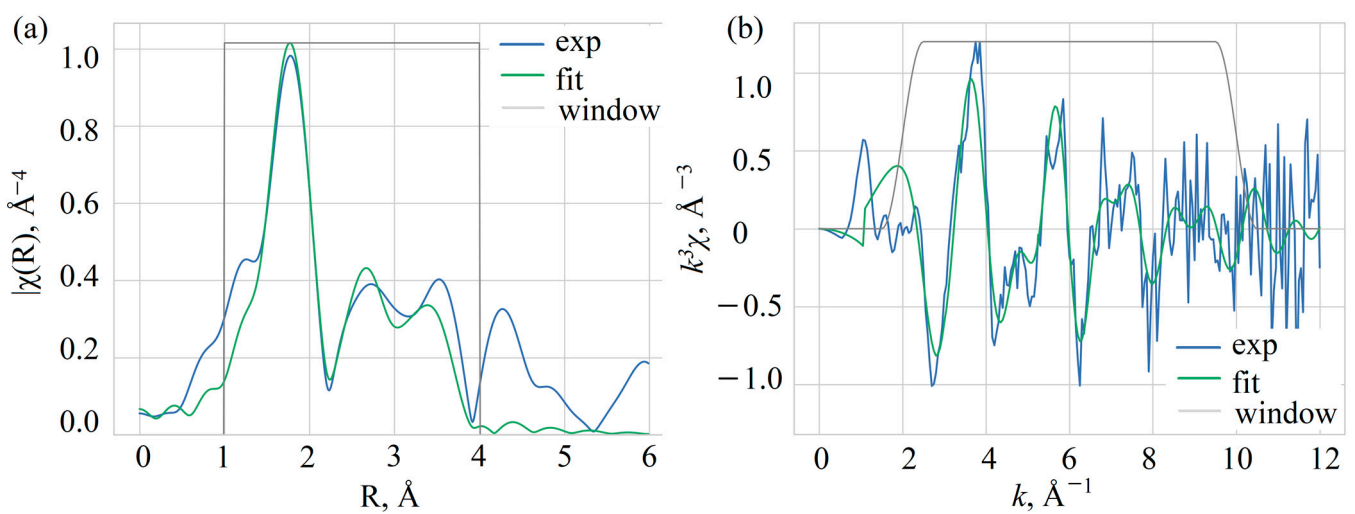 (a)
exp
fit
window
1.0
0.8
0.6
0.4
0.2
0.0
|χ(R), Å⁻⁴
0 1 2 3 4 5 6
R, Å
(b)
1.0
0.5
0
−0.5
−1.0
k³χ, Å⁻³
exp
fit
window
0 2 4 6 8 10 12
k, Å⁻¹